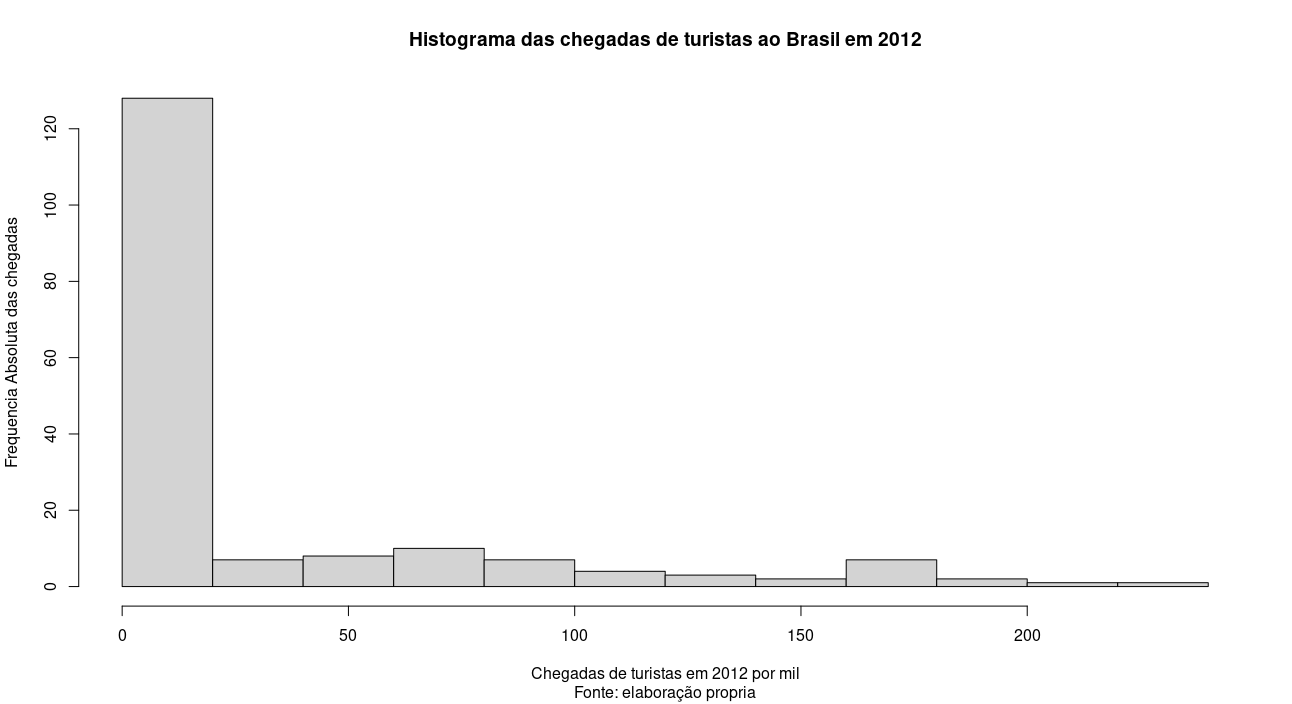 Histograma das chegadas de turistas ao Brasil em 2012
Frequencia Absoluta das chegadas
120
100
80
60
40
20
0
0 50 100 150 200
Chegadas de turistas em 2012 por mil
Fonte: elaboração propria